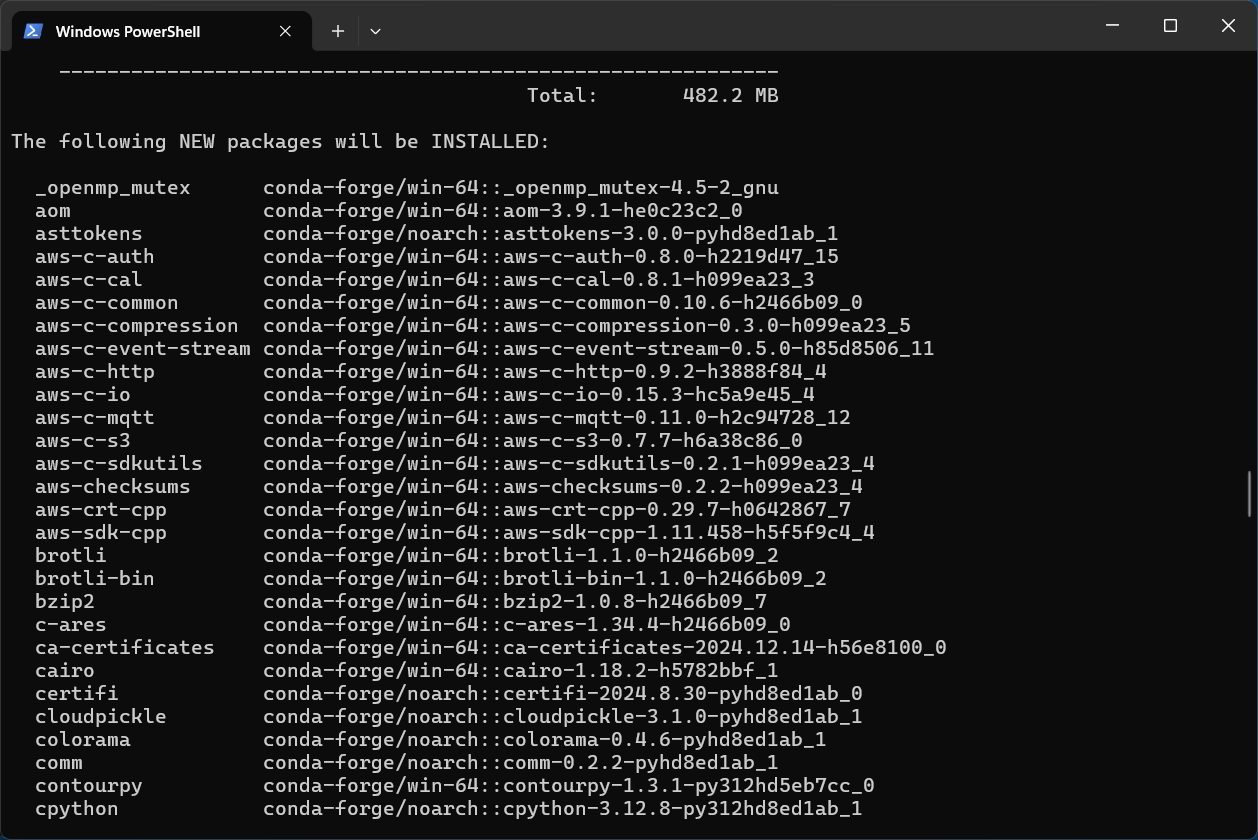 Windows PowerShell
------------------------------------------------------------
Total: 482.2 MB
The following NEW packages will be INSTALLED:
_openmp_mutex conda-forge/win-64::_openmp_mutex-4.5-2_gnu
aom conda-forge/win-64::aom-3.9.1-he0c23c2_0
asttokens conda-forge/noarch::asttokens-3.0.0-pyhd8ed1ab_1
aws-c-auth conda-forge/win-64::aws-c-auth-0.8.0-h2219d47_15
aws-c-cal conda-forge/win-64::aws-c-cal-0.8.1-h099ea23_3
aws-c-common conda-forge/win-64::aws-c-common-0.10.6-h2466b09_0
aws-c-compression conda-forge/win-64::aws-c-compression-0.3.0-h099ea23_5
aws-c-event-stream conda-forge/win-64::aws-c-event-stream-0.5.0-h85d8506_11
aws-c-http conda-forge/win-64::aws-c-http-0.9.2-h3888f84_4
aws-c-io conda-forge/win-64::aws-c-io-0.15.3-hc5a9e45_4
aws-c-mqtt conda-forge/win-64::aws-c-mqtt-0.11.0-h2c94728_12
aws-c-s3 conda-forge/win-64::aws-c-s3-0.7.7-h6a38c86_0
aws-c-sdkutils conda-forge/win-64::aws-c-sdkutils-0.2.1-h099ea23_4
aws-checksums conda-forge/win-64::aws-checksums-0.2.2-h099ea23_4
aws-crt-cpp conda-forge/win-64::aws-crt-cpp-0.29.7-h0642867_7
aws-sdk-cpp conda-forge/win-64::aws-sdk-cpp-1.11.458-h5f5f9c4_4
brotli conda-forge/win-64::brotli-1.1.0-h2466b09_2
brotli-bin conda-forge/win-64::brotli-bin-1.1.0-h2466b09_2
bzip2 conda-forge/win-64::bzip2-1.0.8-h2466b09_7
c-ares conda-forge/win-64::c-ares-1.34.4-h2466b09_0
ca-certificates conda-forge/win-64::ca-certificates-2024.12.14-h56e8100_0
cairo conda-forge/win-64::cairo-1.18.2-h5782bbf_1
certifi conda-forge/noarch::certifi-2024.8.30-pyhd8ed1ab_0
cloudpickle conda-forge/noarch::cloudpickle-3.1.0-pyhd8ed1ab_1
colorama conda-forge/noarch::colorama-0.4.6-pyhd8ed1ab_1
comm conda-forge/noarch::comm-0.2.2-pyhd8ed1ab_1
contourpy conda-forge/win-64::contourpy-1.3.1-py312hd5eb7cc_0
cpython conda-forge/noarch::cpython-3.12.8-py312hd8ed1ab_1